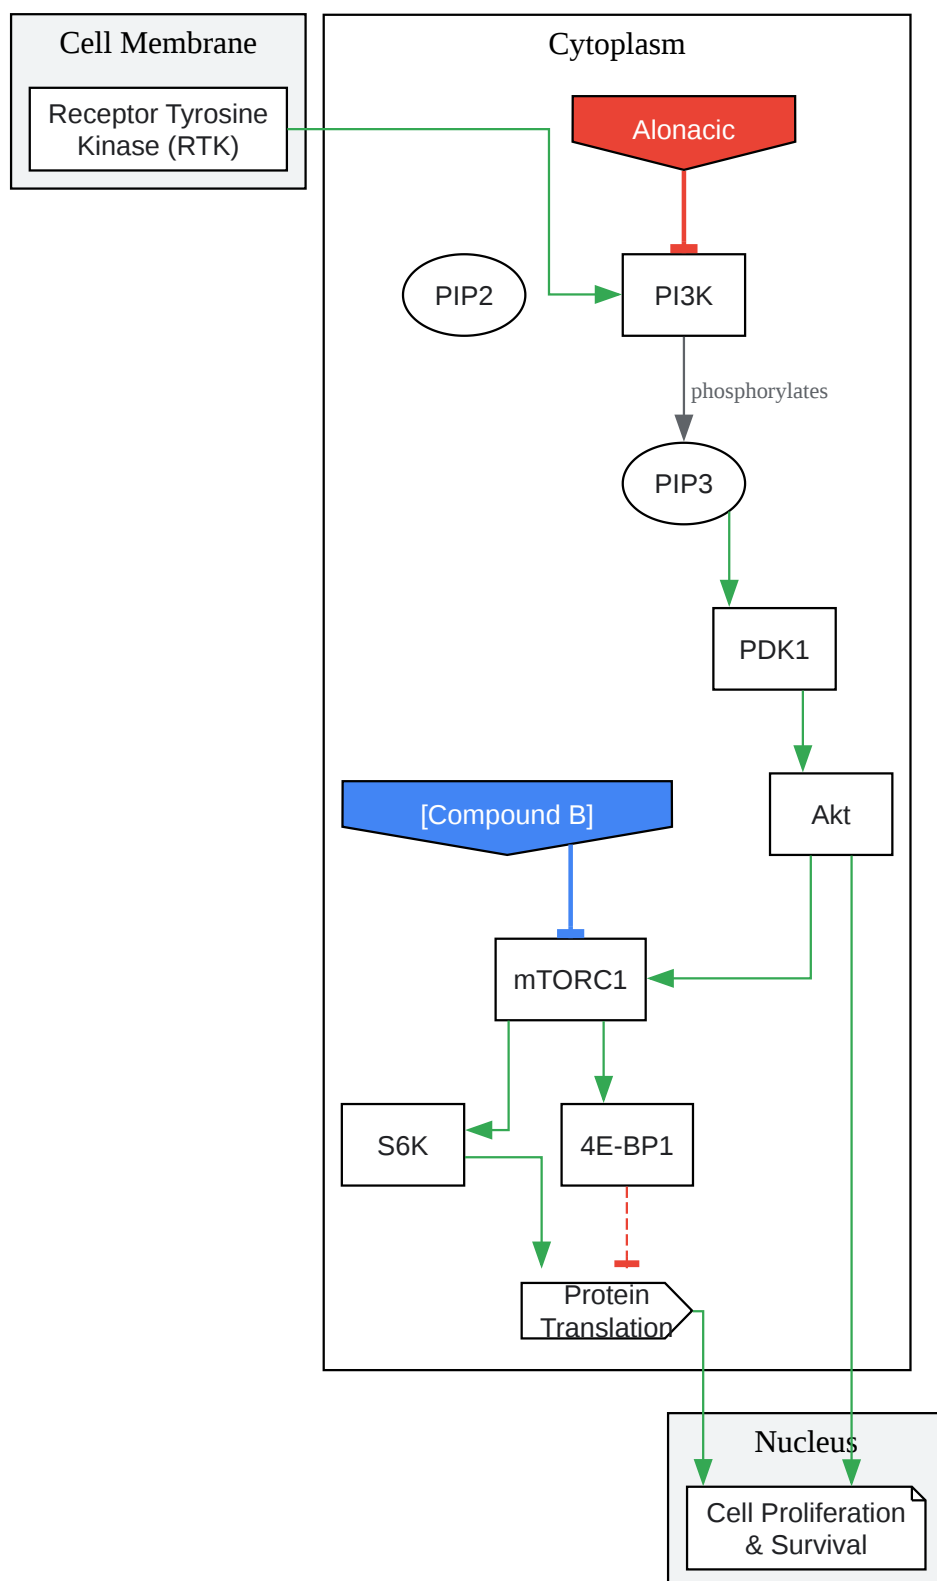 Cell Membrane
Receptor Tyrosine
Kinase (RTK)
Cytoplasm
Alonacic
PIP2
PI3K
phosphorylates
PIP3
PDK1
Akt
[Compound B]
mTORC1
S6K
4E-BP1
Protein
Translation
Nucleus
Cell Proliferation
& Survival